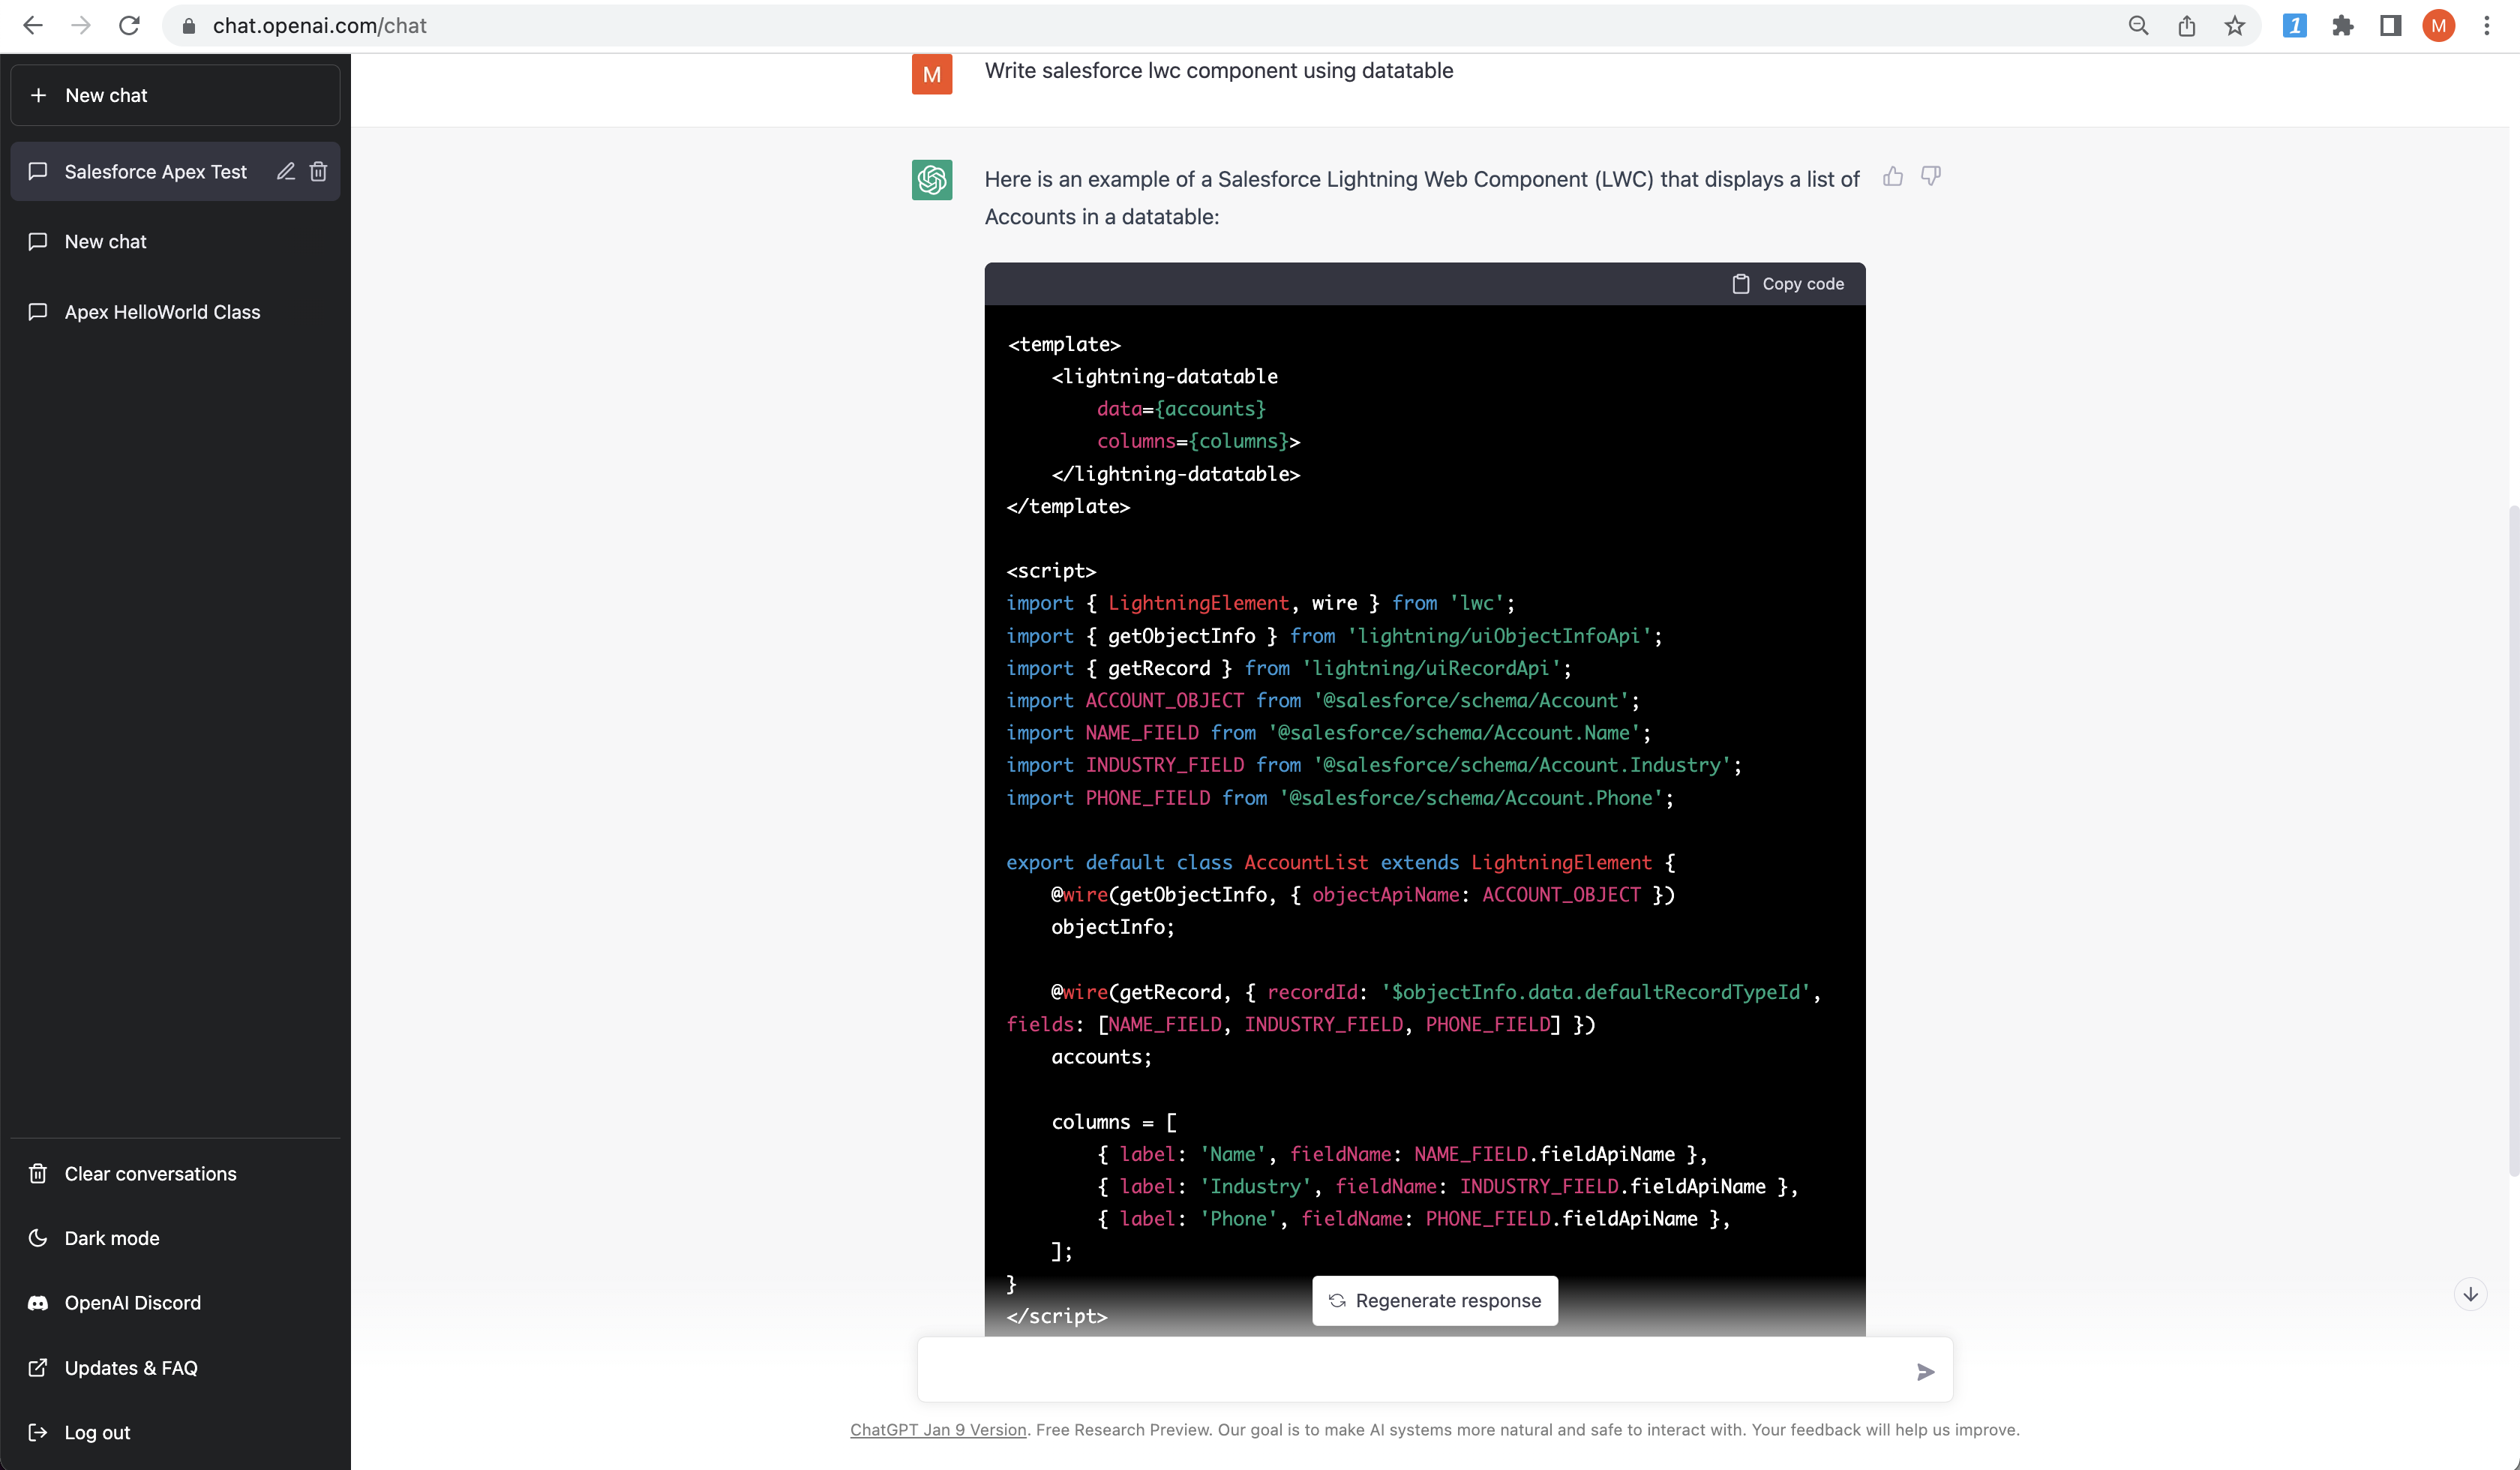 chat.openai.com/chat
1
M
New chat
Salesforce Apex Test
New chat
Apex HelloWorld Class
Clear conversations
Dark mode
OpenAI Discord
Updates & FAQ
Log out
M
Write salesforce lwc component using datatable
Here is an example of a Salesforce Lightning Web Component (LWC) that displays a list of
Accounts in a datatable:
Copy code
<template>
    <lightning-datatable
        data={accounts}
        columns={columns}>
    </lightning-datatable>
</template>

<script>
import { LightningElement, wire } from 'lwc';
import { getObjectInfo } from 'lightning/uiObjectInfoApi';
import { getRecord } from 'lightning/uiRecordApi';
import ACCOUNT_OBJECT from '@salesforce/schema/Account';
import NAME_FIELD from '@salesforce/schema/Account.Name';
import INDUSTRY_FIELD from '@salesforce/schema/Account.Industry';
import PHONE_FIELD from '@salesforce/schema/Account.Phone';

export default class AccountList extends LightningElement {
    @wire(getObjectInfo, { objectApiName: ACCOUNT_OBJECT })
    objectInfo;

    @wire(getRecord, { recordId: '$objectInfo.data.defaultRecordTypeId',
fields: [NAME_FIELD, INDUSTRY_FIELD, PHONE_FIELD] })
    accounts;

    columns = [
        { label: 'Name', fieldName: NAME_FIELD.fieldApiName },
        { label: 'Industry', fieldName: INDUSTRY_FIELD.fieldApiName },
        { label: 'Phone', fieldName: PHONE_FIELD.fieldApiName },
    ];
}
</script>
Regenerate response
ChatGPT Jan 9 Version. Free Research Preview. Our goal is to make AI systems more natural and safe to interact with. Your feedback will help us improve.